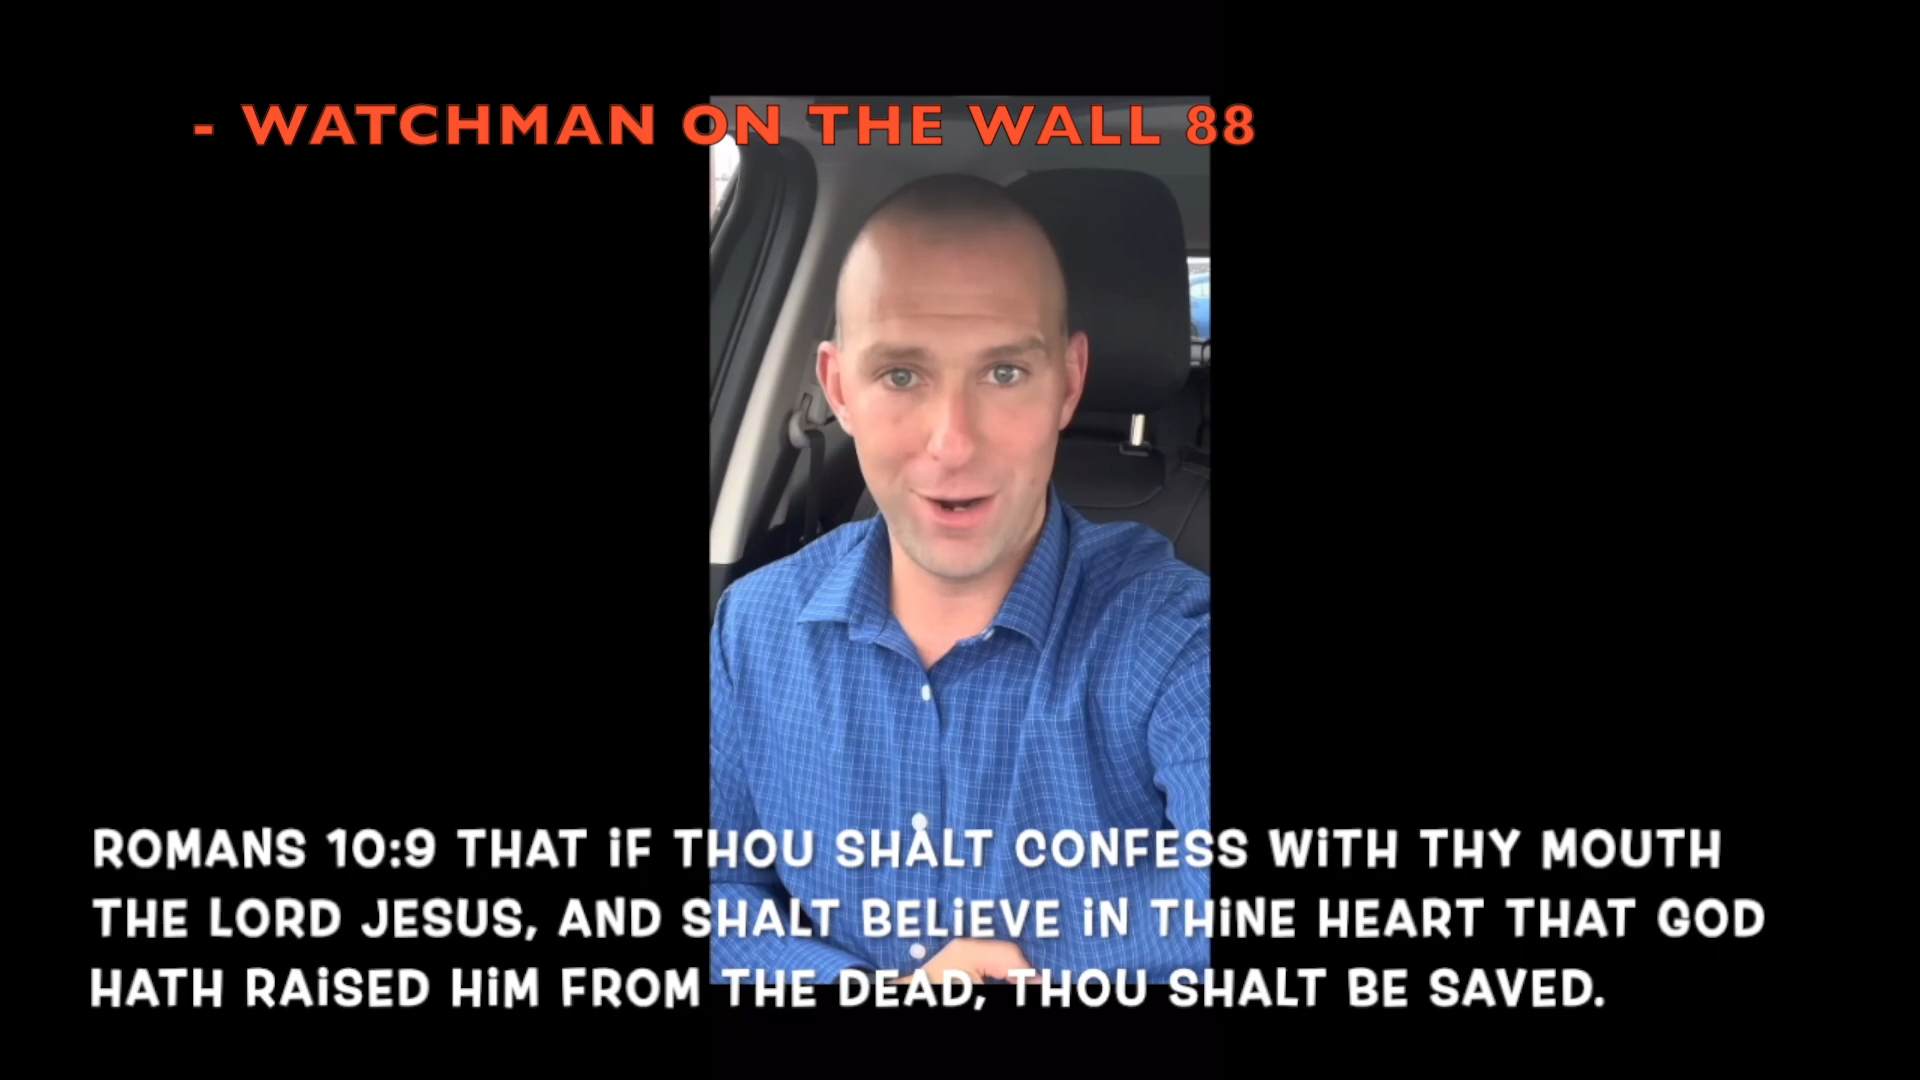 - WATCHMAN ON THE WALL 88
ROMANS 10:9 THAT iF THOU SHALT CONFESS WiTH THY MOUTH
THE LORD JESUS, AND SHALT BELiEVE iN THiNE HEART THAT GOD
HATH RAiSED HiM FROM THE DEAD, THOU SHALT BE SAVED.